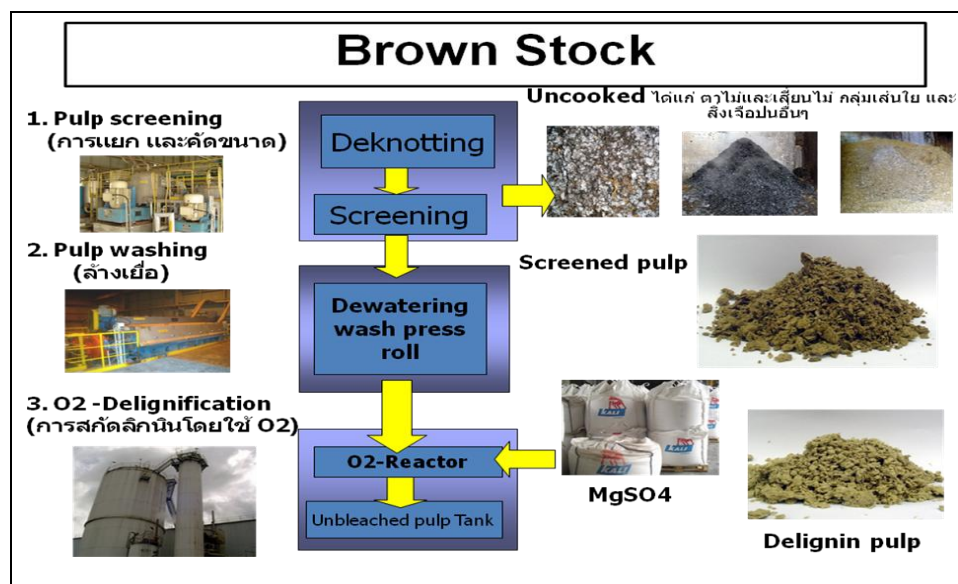 Brown Stock
1. Pulp screening
(การแยก และคัดขนาด)
2. Pulp washing
(ล้างเยื่อ)
3. O2 -Delignification
(การสกัดลิกนินโดยใช้ O2)
Deknotting
Screening
Dewatering
wash press
roll
O2-Reactor
Unbleached pulp Tank
Uncooked ได้แก่ ตาไม้และเสี้ยนไม้ กลุ่มเส้นใย และ
สิ่งเจือปนอื่นๆ
Screened pulp
KALI
KALI
MgSO4
Delignin pulp